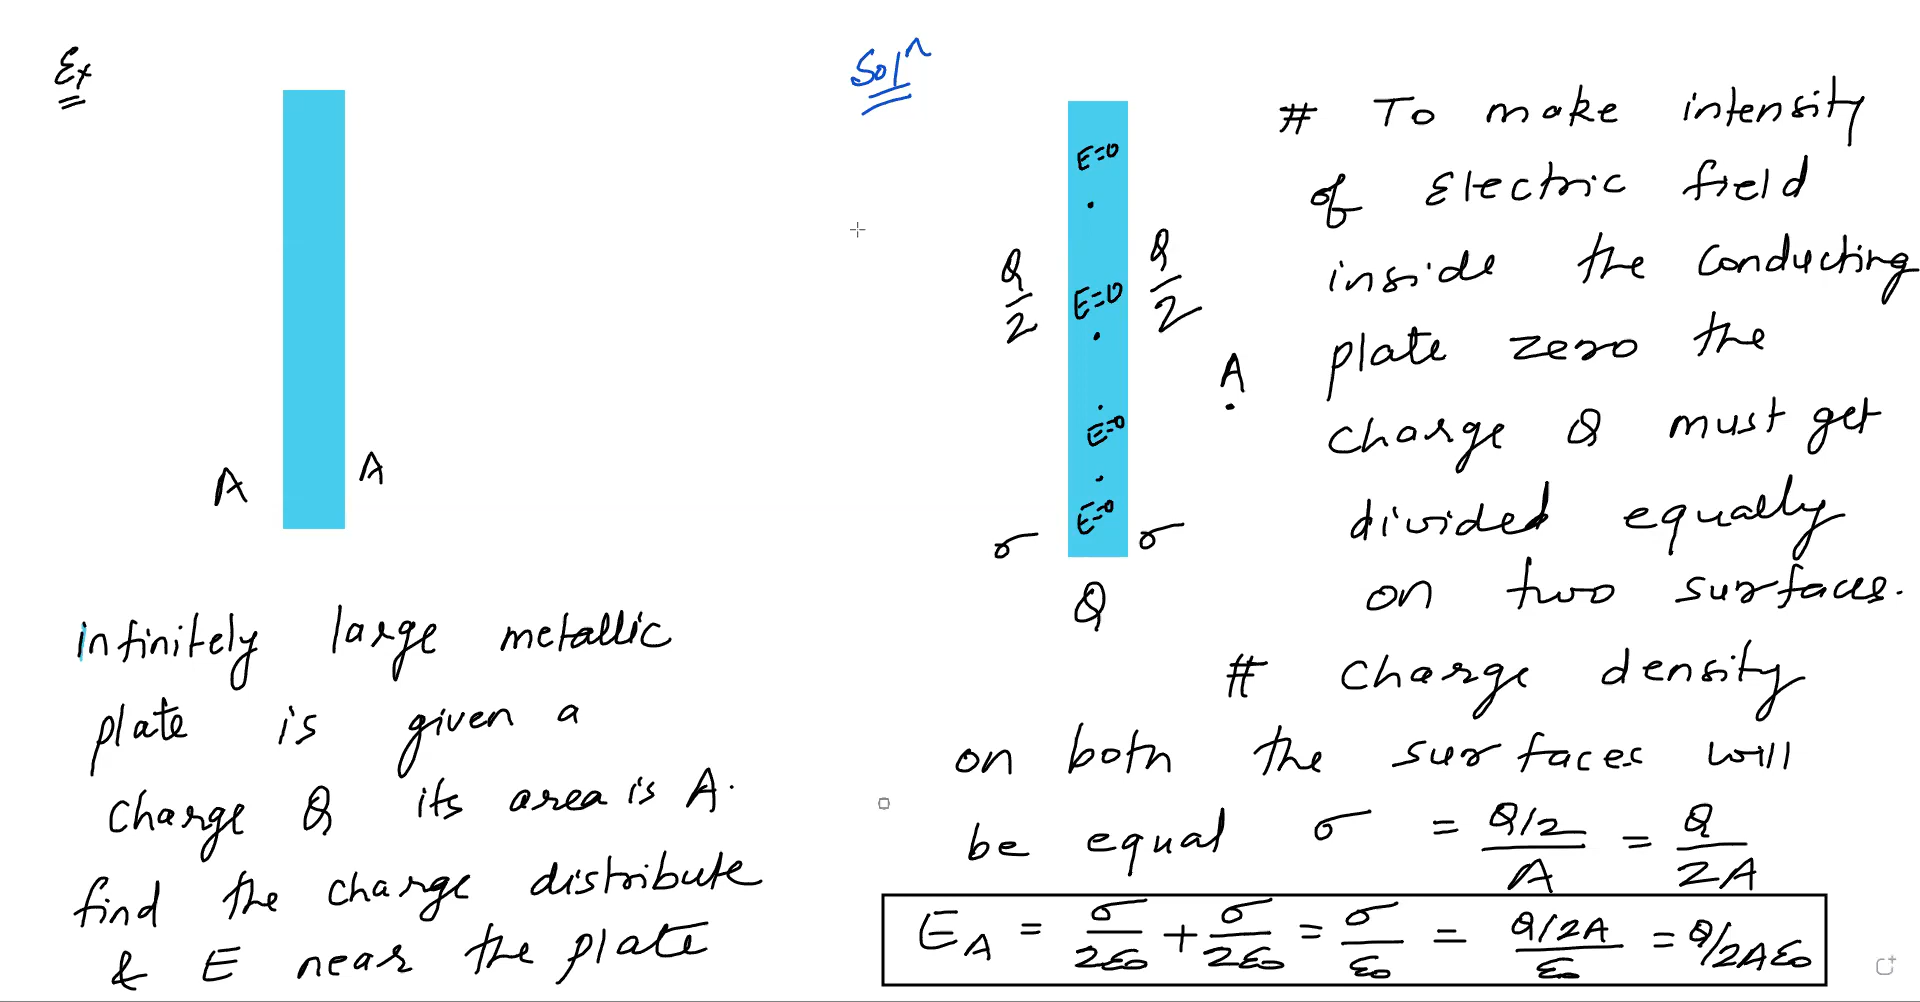 Ex
A A
infinitely large metallic
plate is given a
charge Q its area is A.
find the charge distribute
& E near the plate
Solⁿ
E=0
Q/2 E=0 Q/2
A
E=0
E=0
σ σ
Q
# To make intensity
of Electric field
inside the conducting
plate zero the
charge Q must get
divided equally
on two surfaces.
# Charge density
on both the surfaces will
be equal σ = Q/2 / A = Q / 2A
E_A = σ/2ε₀ + σ/2ε₀ = σ/ε₀ = Q/2A / ε₀ = Q/2Aε₀